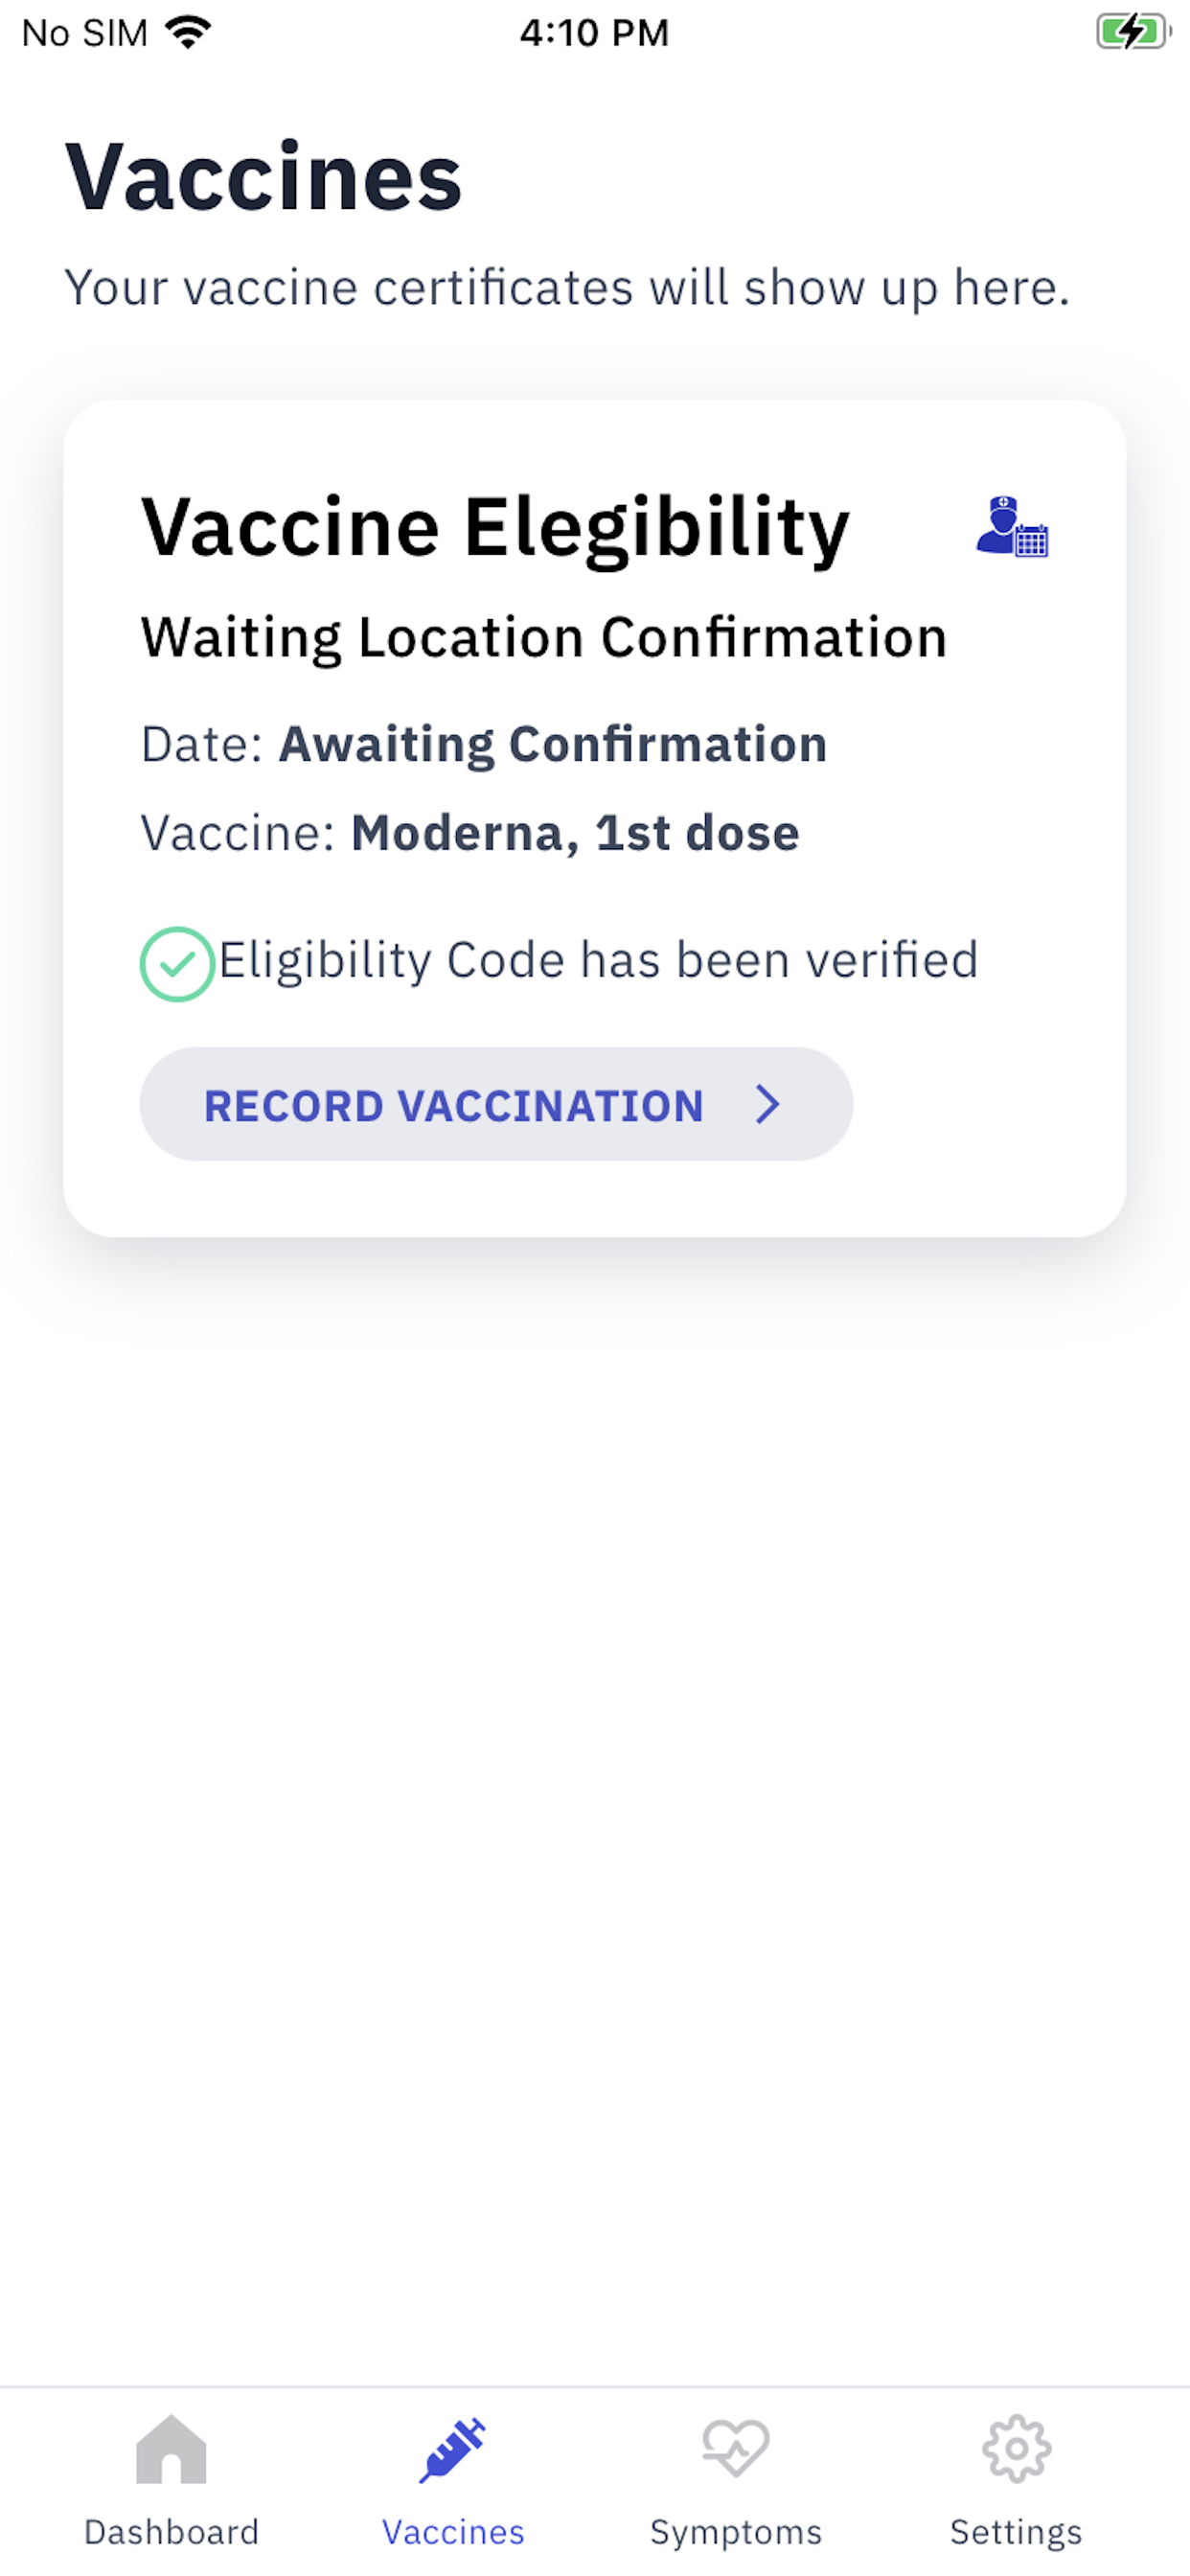 No SIM 4:10 PM
Vaccines
Your vaccine certificates will show up here.
Vaccine Elegibility
Waiting Location Confirmation
Date: Awaiting Confirmation
Vaccine: Moderna, 1st dose
Eligibility Code has been verified
RECORD VACCINATION
Dashboard Vaccines Symptoms Settings